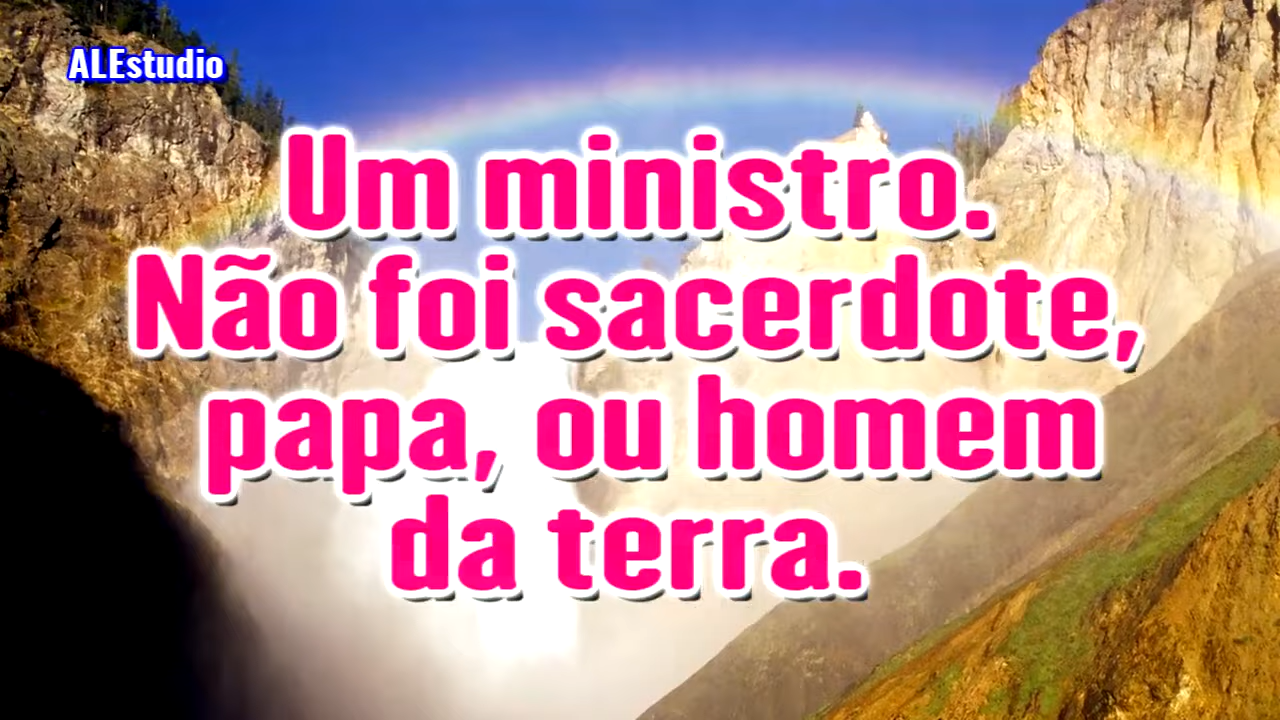 ALEstudio
Um ministro.
Não foi sacerdote,
papa, ou homem
da terra.